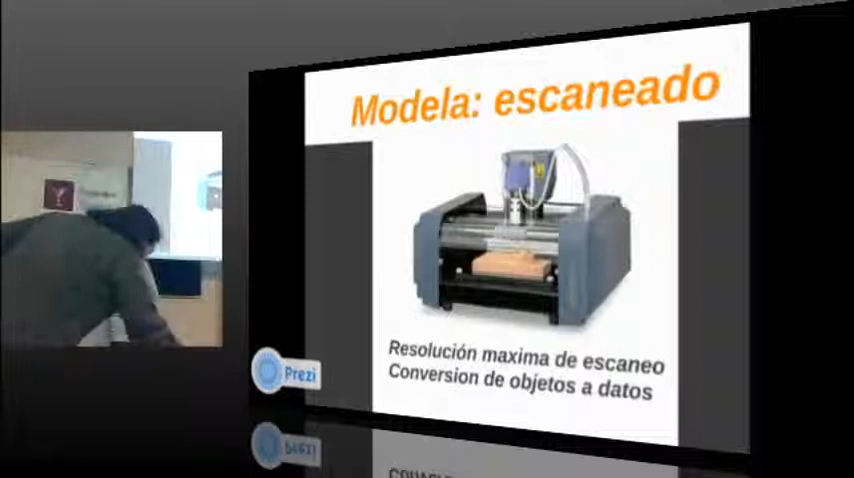 Modela: escaneado
Resolución maxima de escaneo
Conversion de objetos a datos
Prezi